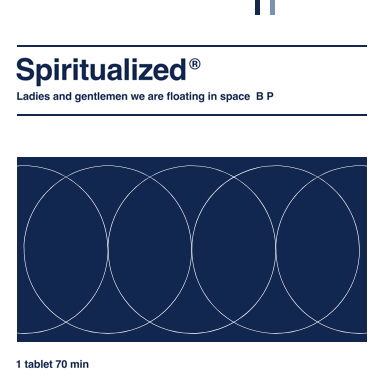 Spiritualized®
Ladies and gentlemen we are floating in space B P
1 tablet 70 min